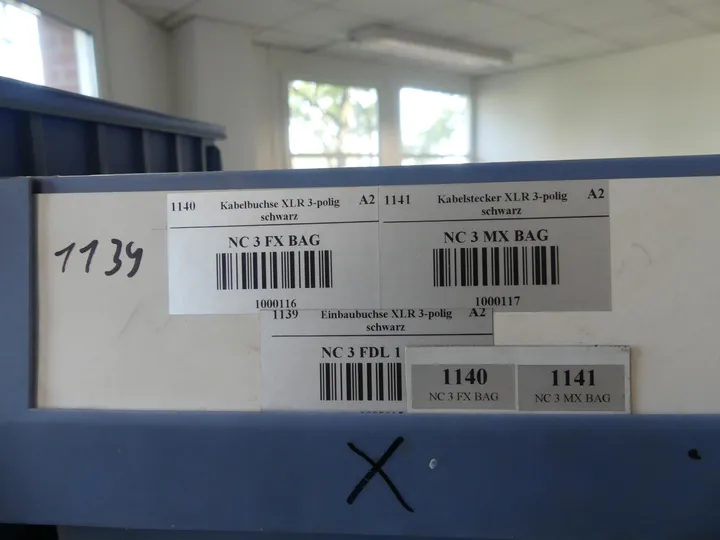 1139
1140 Kabelbuchse XLR 3-polig A2
schwarz
NC 3 FX BAG
1000116
1141 Kabelstecker XLR 3-polig A2
schwarz
NC 3 MX BAG
1000117
1139 Einbaubuchse XLR 3-polig A2
schwarz
NC 3 FDL 1
1140
NC 3 FX BAG
1141
NC 3 MX BAG
X